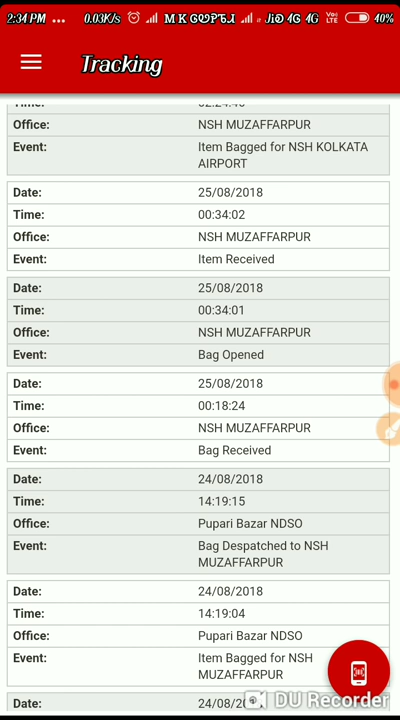 2:34 PM ... 0.03K/s M K GUPTA Jio 4G 4G VoLTE 40%
Tracking
Office: NSH MUZAFFARPUR
Event: Item Bagged for NSH KOLKATA
AIRPORT
Date: 25/08/2018
Time: 00:34:02
Office: NSH MUZAFFARPUR
Event: Item Received
Date: 25/08/2018
Time: 00:34:01
Office: NSH MUZAFFARPUR
Event: Bag Opened
Date: 25/08/2018
Time: 00:18:24
Office: NSH MUZAFFARPUR
Event: Bag Received
Date: 24/08/2018
Time: 14:19:15
Office: Pupari Bazar NDSO
Event: Bag Despatched to NSH
MUZAFFARPUR
Date: 24/08/2018
Time: 14:19:04
Office: Pupari Bazar NDSO
Event: Item Bagged for NSH
MUZAFFARPUR
Date: 24/08/20
DU Recorder